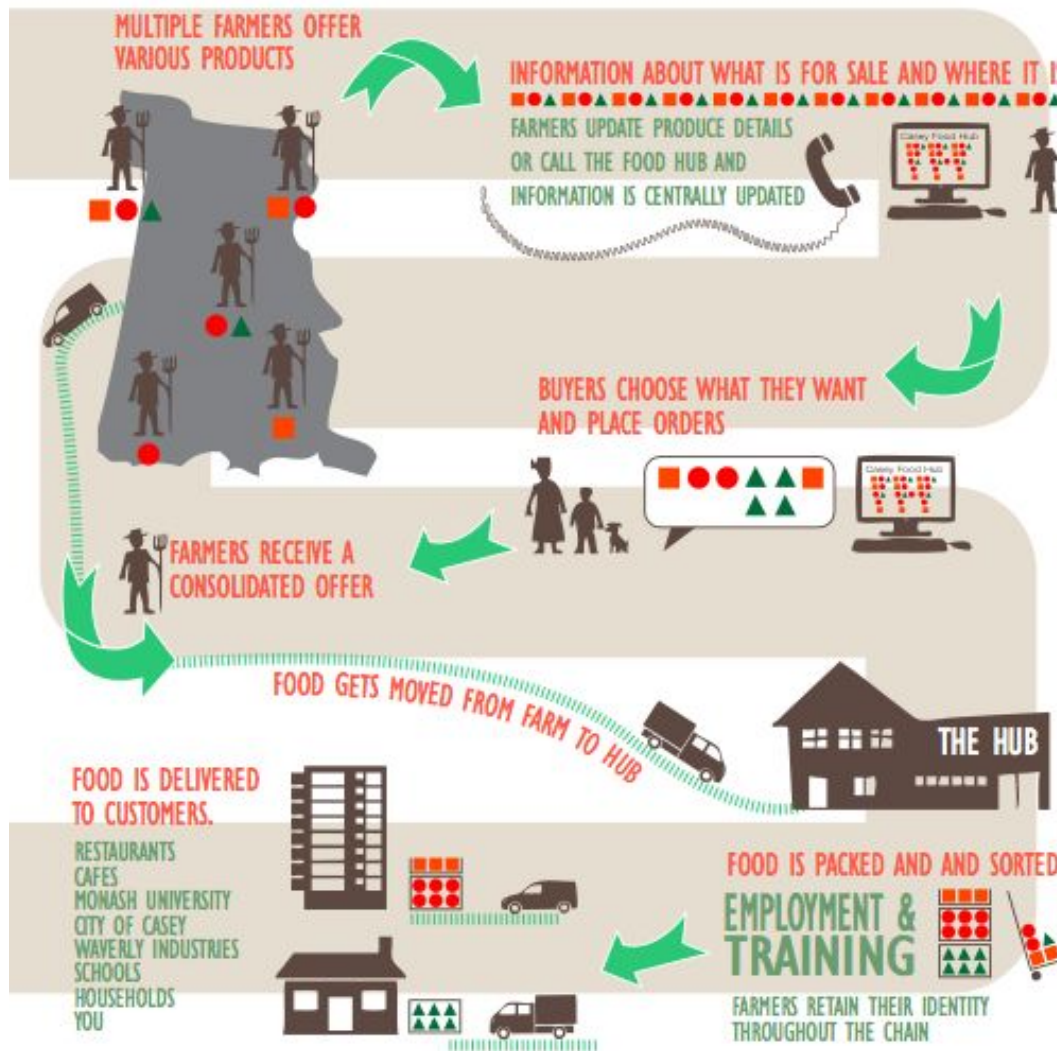 MULTIPLE FARMERS OFFER
VARIOUS PRODUCTS
INFORMATION ABOUT WHAT IS FOR SALE AND WHERE IT I
FARMERS UPDATE PRODUCE DETAILS
OR CALL THE FOOD HUB AND
INFORMATION IS CENTRALLY UPDATED
Casey Food Hub
BUYERS CHOOSE WHAT THEY WANT
AND PLACE ORDERS
Casey Food Hub
FARMERS RECEIVE A
CONSOLIDATED OFFER
FOOD GETS MOVED FROM FARM TO HUB
THE HUB
FOOD IS DELIVERED
TO CUSTOMERS.
RESTAURANTS
CAFES
MONASH UNIVERSITY
CITY OF CASEY
WAVERLY INDUSTRIES
SCHOOLS
HOUSEHOLDS
YOU
FOOD IS PACKED AND AND SORTED
EMPLOYMENT &
TRAINING
FARMERS RETAIN THEIR IDENTITY
THROUGHOUT THE CHAIN